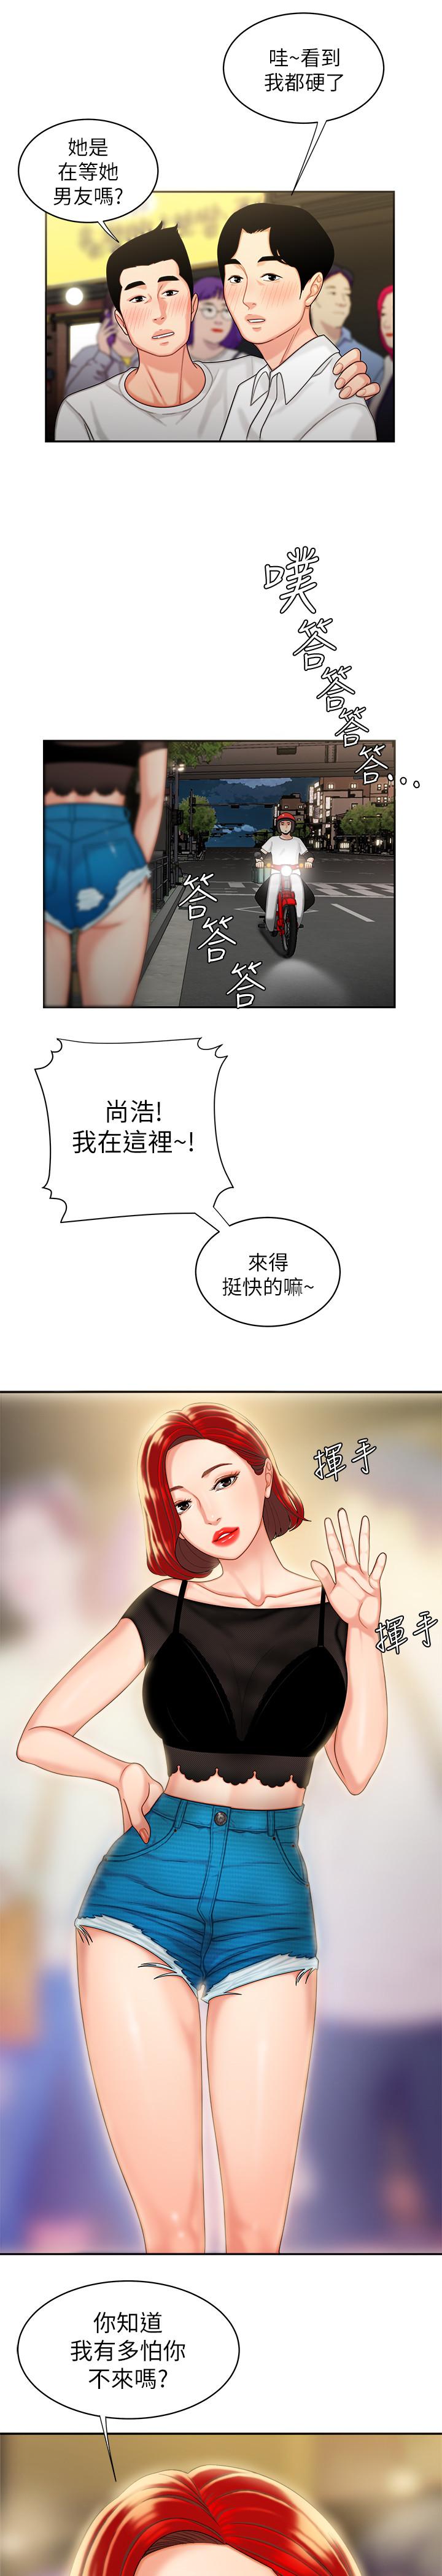 哇~看到
我都硬了
她是
在等她
男友嗎?
噗
答
答
答
答...
答
答
答
尚浩!
我在這裡~!
來得
挺快的嘛~
揮手
揮手
你知道
我有多怕你
不來嗎?